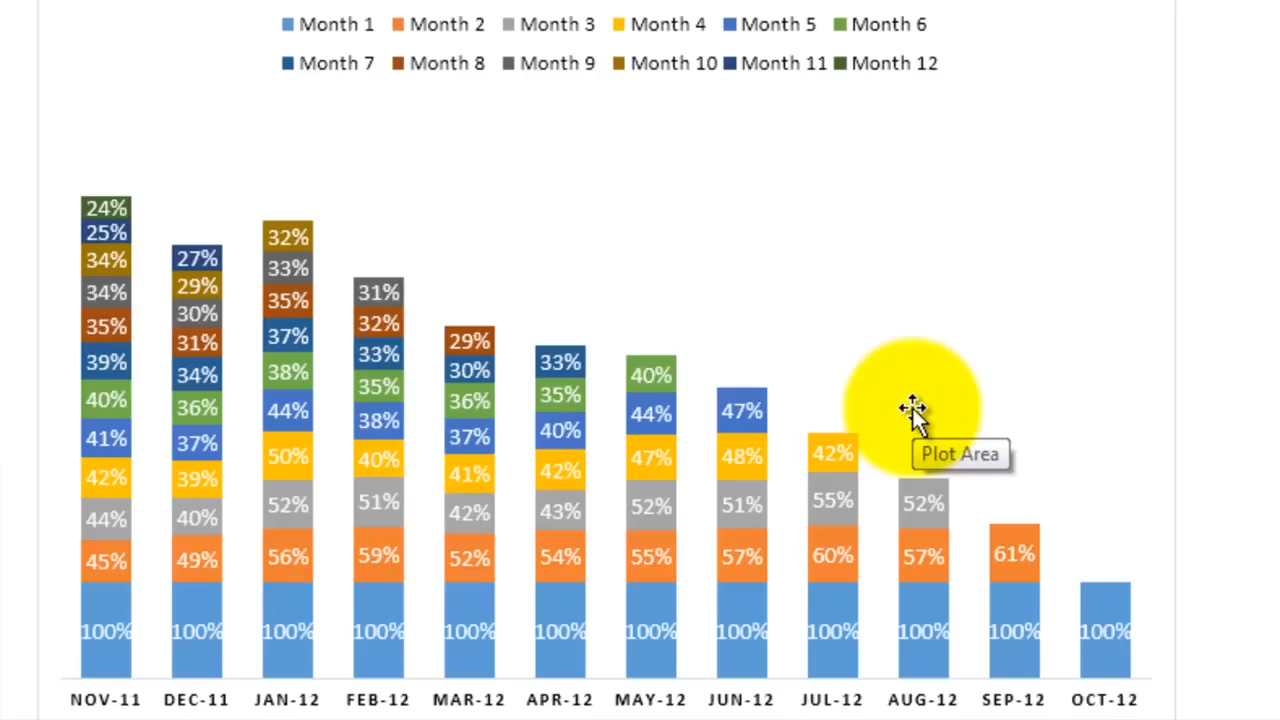 Month 1 Month 2 Month 3 Month 4 Month 5 Month 6
Month 7 Month 8 Month 9 Month 10 Month 11 Month 12
24%
25% 27%
34% 29% 32%
34% 30% 33% 31%
35% 31% 35% 32% 29%
39% 34% 37% 33% 30% 33%
40% 36% 38% 35% 36% 35% 40%
41% 37% 44% 38% 37% 40% 44% 47%
42% 39% 50% 40% 41% 42% 47% 48% 42% Plot Area
44% 40% 52% 51% 42% 43% 52% 51% 55% 52%
45% 49% 56% 59% 52% 54% 55% 57% 60% 57% 61%
100% 100% 100% 100% 100% 100% 100% 100% 100% 100% 100% 100%
NOV-11 DEC-11 JAN-12 FEB-12 MAR-12 APR-12 MAY-12 JUN-12 JUL-12 AUG-12 SEP-12 OCT-12